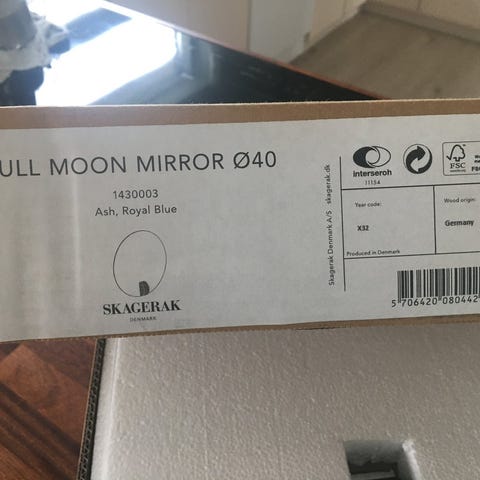 ULL MOON MIRROR Ø40
1430003
Ash, Royal Blue
SKAGERAK
DENMARK
Skagerak Denmark A/S skagerak.dk
interseroh
11154
FSC
Year code:
X32
Wood origin:
Germany
Produced in Denmark
5 706420 080442